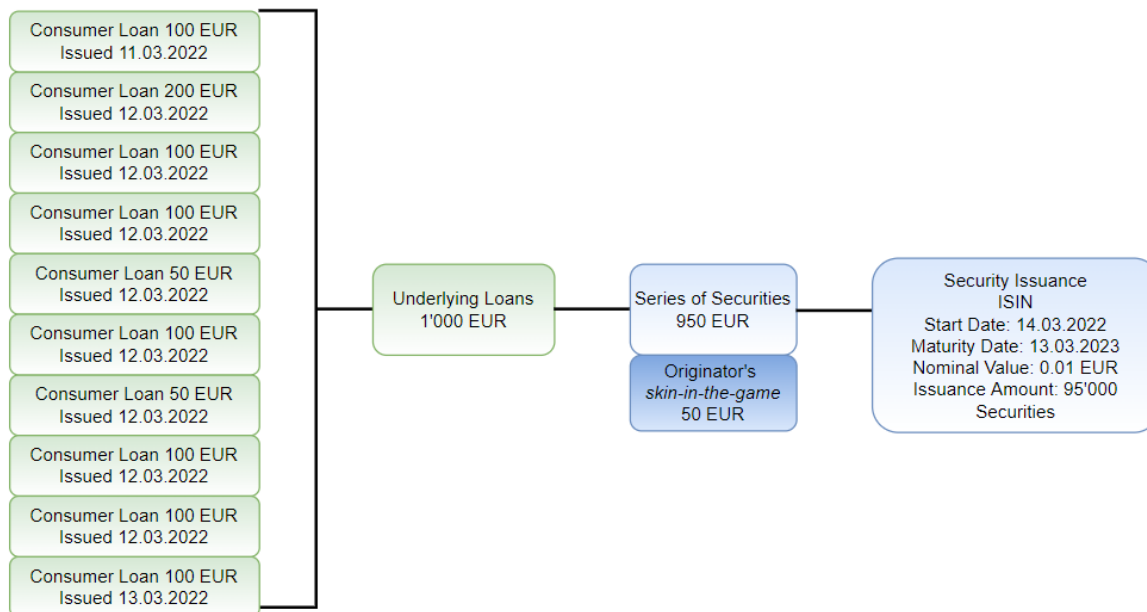 Consumer Loan 100 EUR
Issued 11.03.2022
Consumer Loan 200 EUR
Issued 12.03.2022
Consumer Loan 100 EUR
Issued 12.03.2022
Consumer Loan 100 EUR
Issued 12.03.2022
Consumer Loan 50 EUR
Issued 12.03.2022
Consumer Loan 100 EUR
Issued 12.03.2022
Consumer Loan 50 EUR
Issued 12.03.2022
Consumer Loan 100 EUR
Issued 12.03.2022
Consumer Loan 100 EUR
Issued 12.03.2022
Consumer Loan 100 EUR
Issued 13.03.2022
Underlying Loans
1'000 EUR
Series of Securities
950 EUR
Originator's
skin-in-the-game
50 EUR
Security Issuance
ISIN
Start Date: 14.03.2022
Maturity Date: 13.03.2023
Nominal Value: 0.01 EUR
Issuance Amount: 95'000
Securities